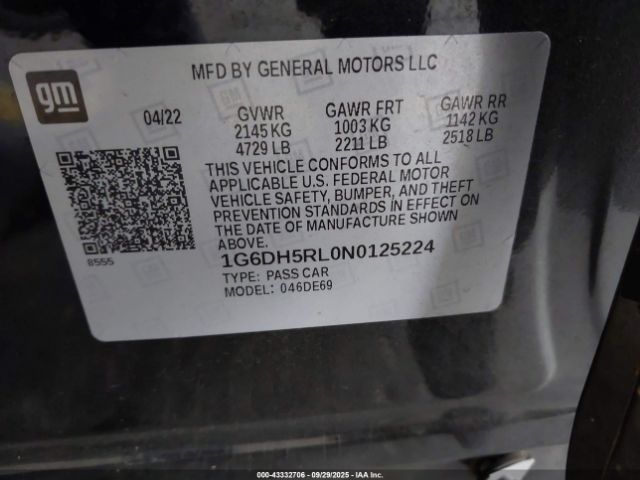 gm
MFD BY GENERAL MOTORS LLC
04/22
GVWR
2145 KG
4729 LB
GAWR FRT
1003 KG
2211 LB
GAWR RR
1142 KG
2518 LB
THIS VEHICLE CONFORMS TO ALL
APPLICABLE U.S. FEDERAL MOTOR
VEHICLE SAFETY, BUMPER, AND THEFT
PREVENTION STANDARDS IN EFFECT ON
THE DATE OF MANUFACTURE SHOWN
ABOVE.
8555
1G6DH5RL0N0125224
TYPE: PASS CAR
MODEL: 046DE69
000-43332706 - 09/29/2025 - IAA Inc.